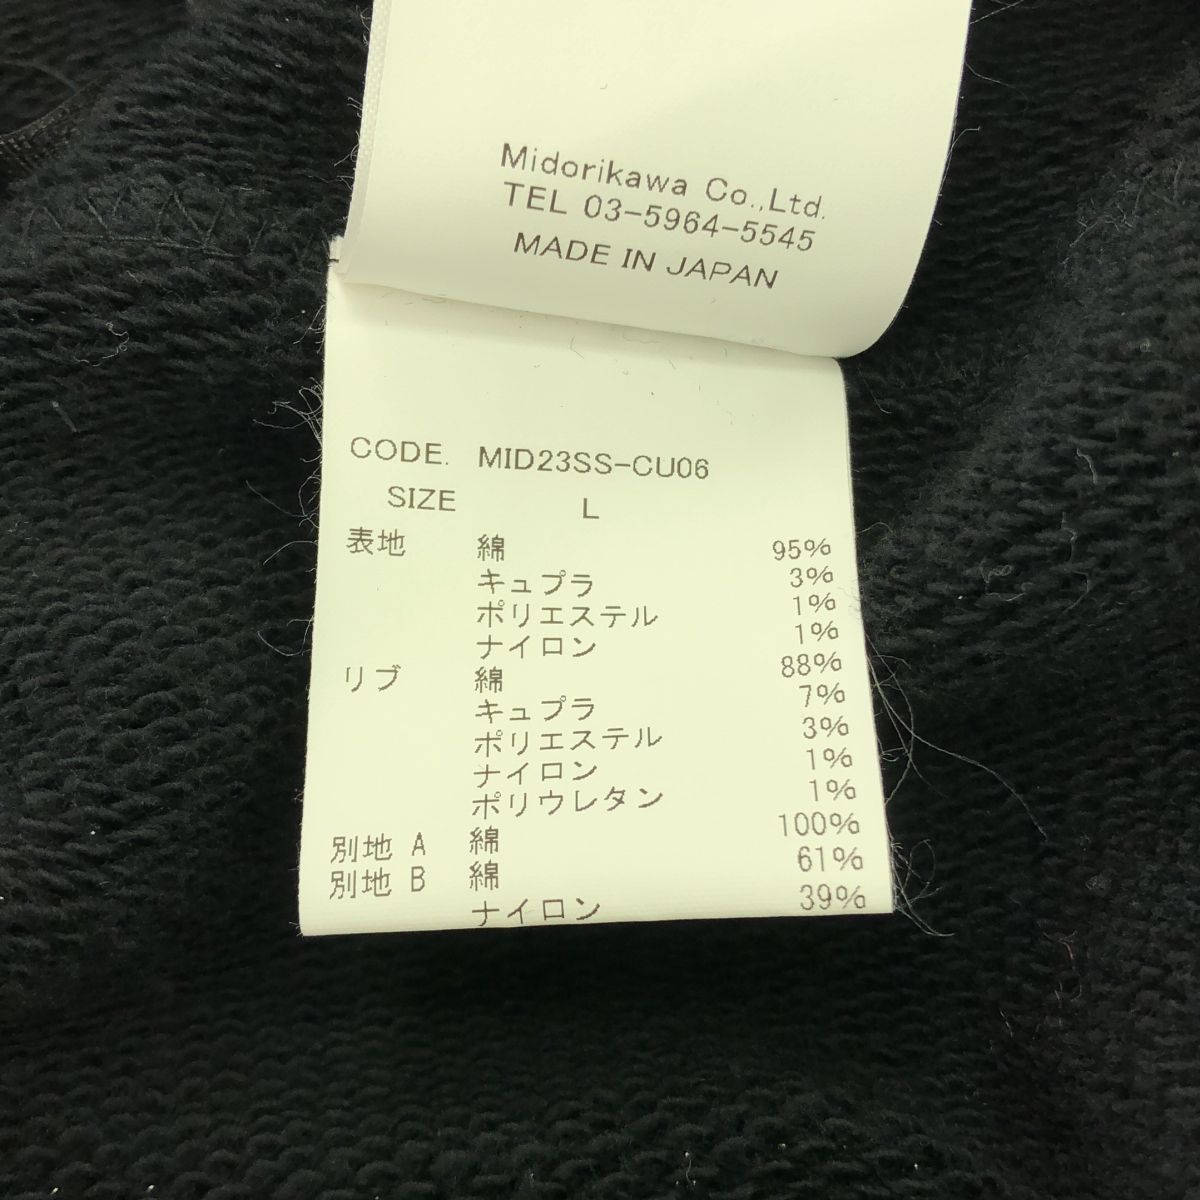 Midorikawa Co.,Ltd.
TEL 03-5964-5545
MADE IN JAPAN
CODE. MID23SS-CU06
SIZE L
表地 綿 95%
キュプラ 3%
ポリエステル 1%
ナイロン 1%
リブ 綿 88%
キュプラ 7%
ポリエステル 3%
ナイロン 1%
ポリウレタン 1%
別地 A 綿 100%
別地 B 綿 61%
ナイロン 39%